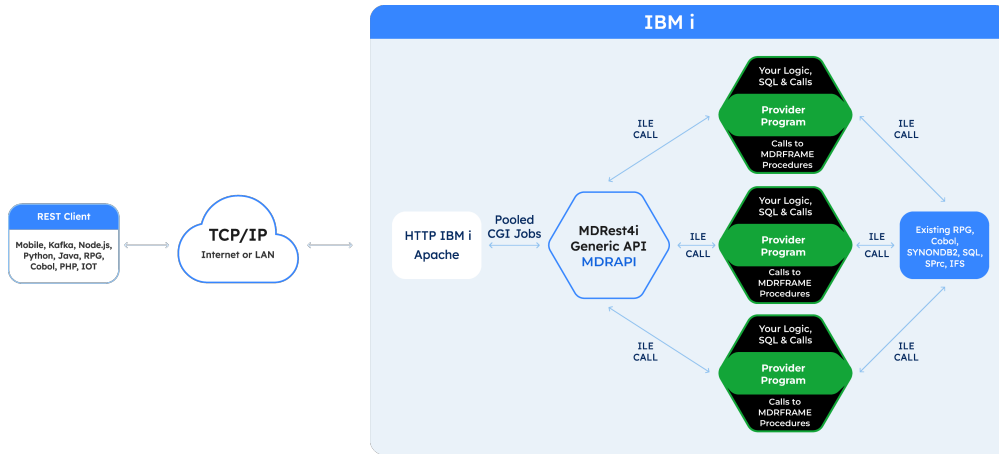 IBM i
REST Client
Mobile, Kafka, Node.js,
Python, Java, RPG,
Cobol, PHP, IOT
TCP/IP
Internet or LAN
HTTP IBM i
Apache
Pooled
CGI Jobs
MDRest4i
Generic API
MDRAPI
ILE
CALL
ILE
CALL
ILE
CALL
Your Logic,
SQL & Calls
Provider
Program
Calls to
MDRFRAME
Procedures
Your Logic,
SQL & Calls
Provider
Program
Calls to
MDRFRAME
Procedures
Your Logic,
SQL & Calls
Provider
Program
Calls to
MDRFRAME
Procedures
ILE
CALL
ILE
CALL
ILE
CALL
Existing RPG,
Cobol,
SYNONDB2, SQL,
SPrc, IFS